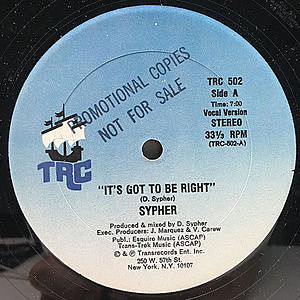 PROMOTIONAL COPIES
NOT FOR SALE
TRC 502
Side A
Time: 7:00
Vocal Version
STEREO
33⅓ RPM
(TRC-502-A)
TRC
"IT'S GOT TO BE RIGHT"
(D. Sypher)
SYPHER
Produced & mixed by D. Sypher
Exec. Producers: J. Marquez & V. Carew
Publ.: Esquire Music (ASCAP)
Trans-Trek Music (ASCAP)
© & ℗ Transrecords Ent. Inc.
250 W. 57th St.
New York, N.Y. 10107